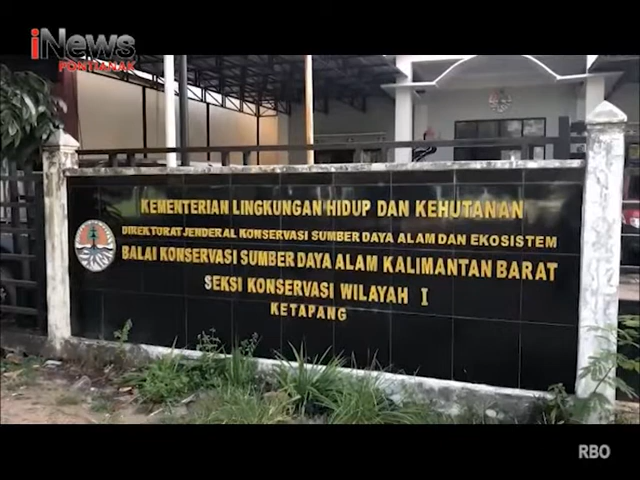 iNews
PONTIANAK
KEMENTERIAN LINGKUNGAN HIDUP DAN KEHUTANAN
DIREKTORAT JENDERAL KONSERVASI SUMBER DAYA ALAM DAN EKOSISTEM
BALAI KONSERVASI SUMBER DAYA ALAM KALIMANTAN BARAT
SEKSI KONSERVASI WILAYAH I
KETAPANG
RBO